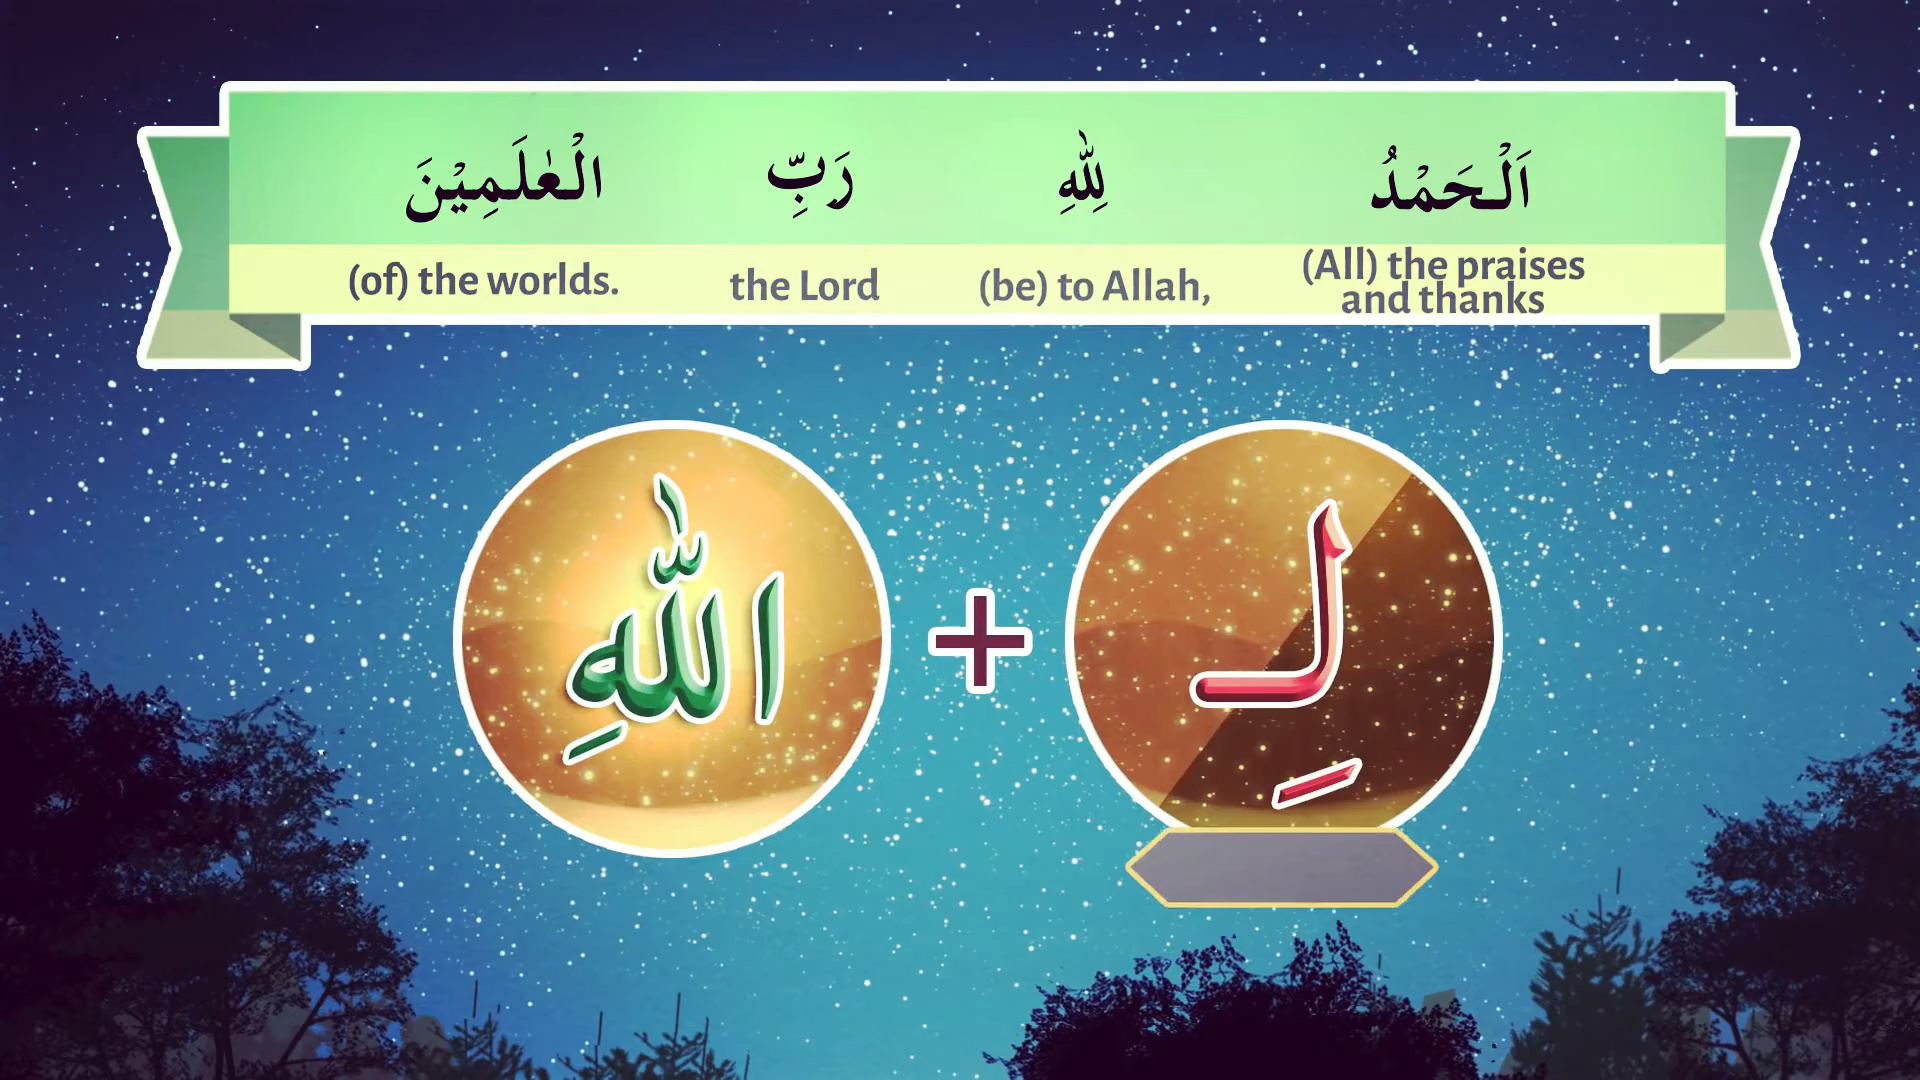 اَلْحَمْدُ لِلّٰهِ رَبِّ الْعٰلَمِيْنَ
(of) the worlds. the Lord (be) to Allah, (All) the praises
and thanks
اللّٰهِ + لِـ